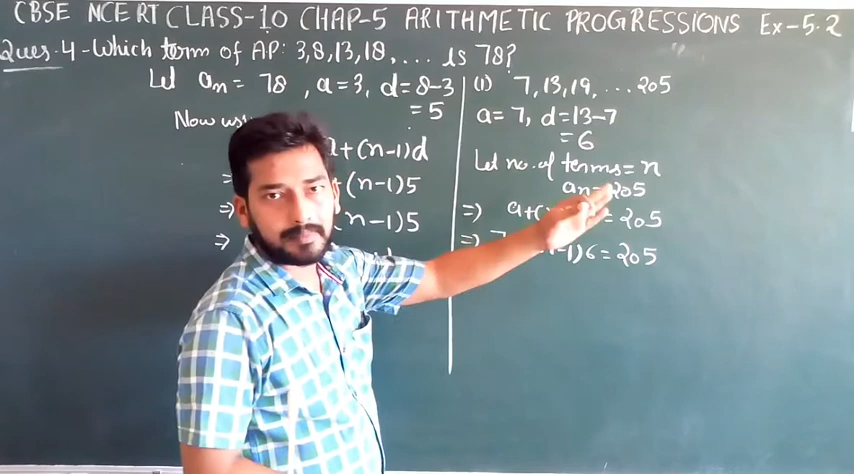 CBSE NCERT CLASS-10 CHAP-5 ARITHMETIC PROGRESSIONS Ex-5.2
Ques.4-Which term of AP: 3,8,13,18,... is 78?
Let an = 78, a=3, d=8-3
=5
Now
+(n-1)d
=> +(n-1)5
=> (n-1)5
=>
(i) 7,13,19, ...205
a=7, d=13-7
=6
Let no. of terms=n
an=205
=) a+( =205
=) 7 -1)6=205